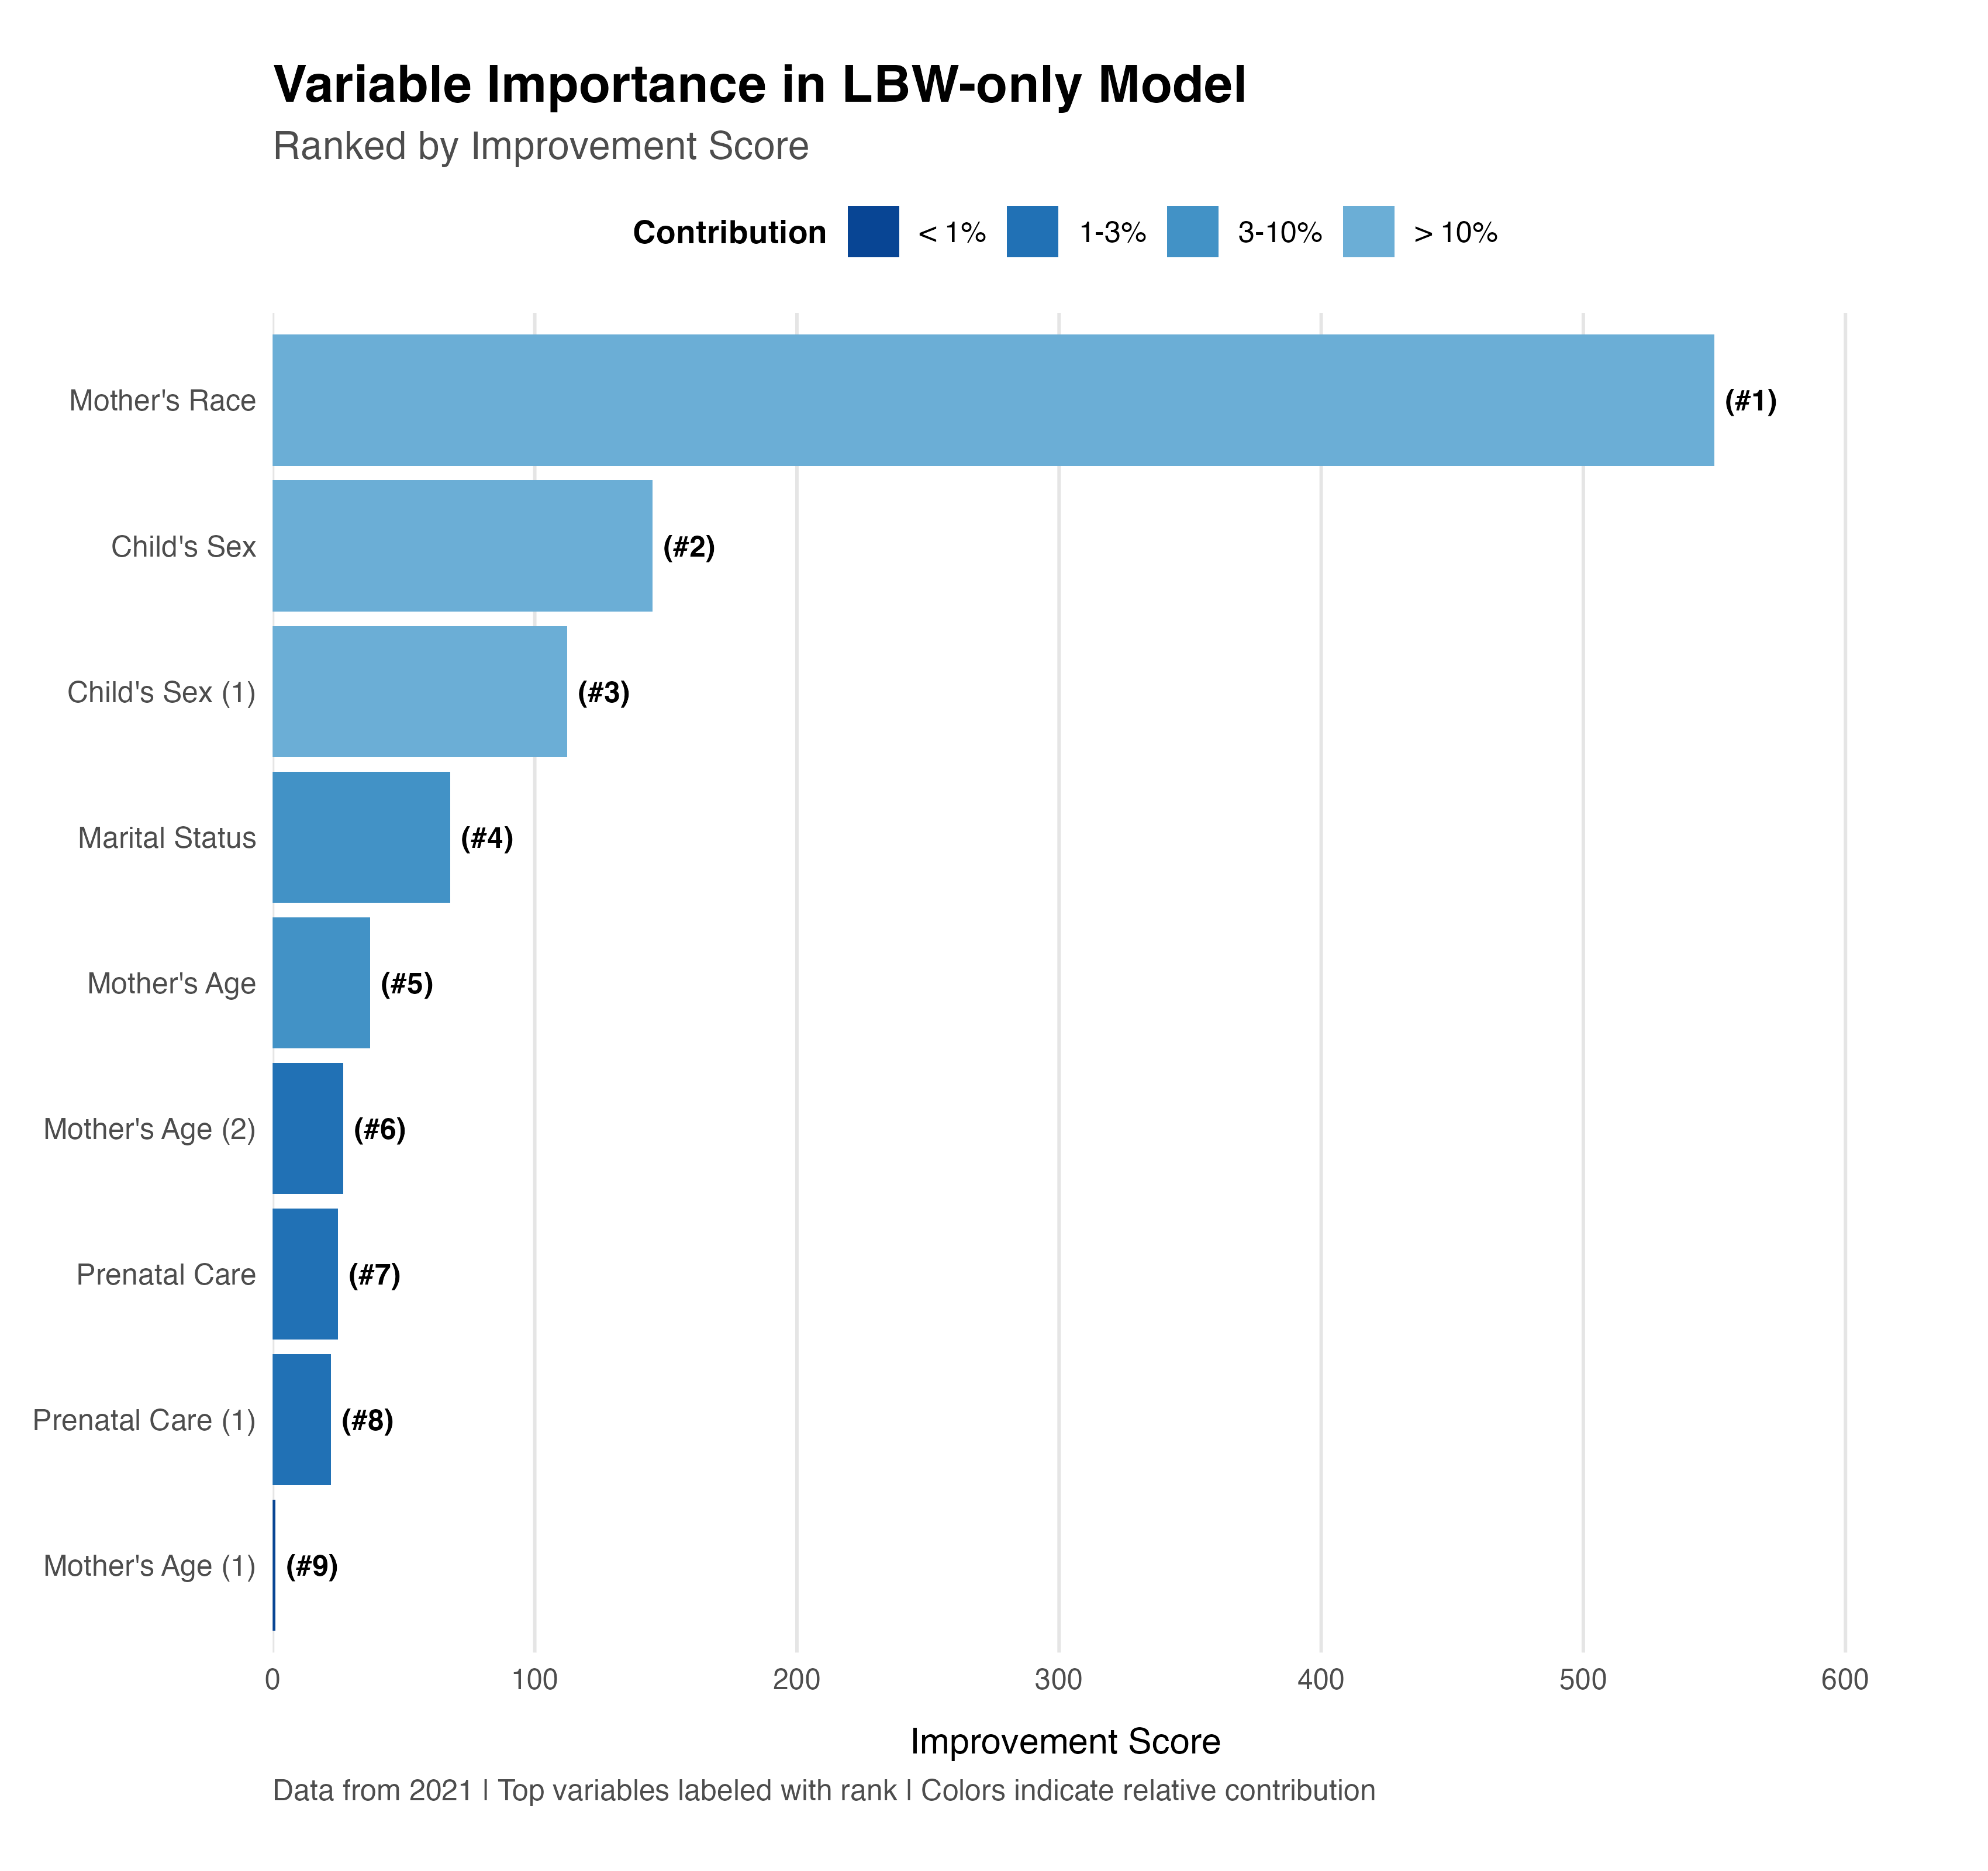 Variable Importance in LBW-only Model
Ranked by Improvement Score
Contribution < 1% 1-3% 3-10% > 10%
Mother's Race (#1)
Child's Sex (#2)
Child's Sex (1) (#3)
Marital Status (#4)
Mother's Age (#5)
Mother's Age (2) (#6)
Prenatal Care (#7)
Prenatal Care (1) (#8)
Mother's Age (1) (#9)
0 100 200 300 400 500 600
Improvement Score
Data from 2021 | Top variables labeled with rank | Colors indicate relative contribution